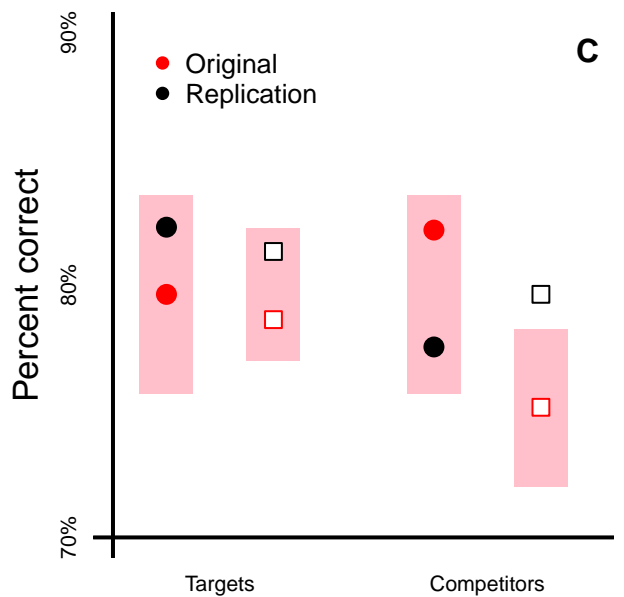 C
Original
Replication
Percent correct
90%
80%
70%
Targets
Competitors